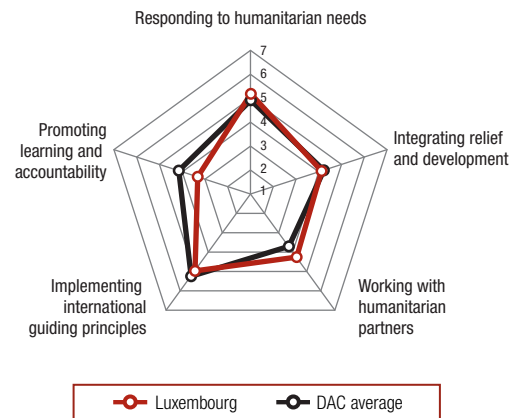 Responding to humanitarian needs
7
6
5
4
3
2
1
Promoting
learning and
accountability
Integrating relief
and development
Implementing
international
guiding principles
Working with
humanitarian
partners
Luxembourg
DAC average